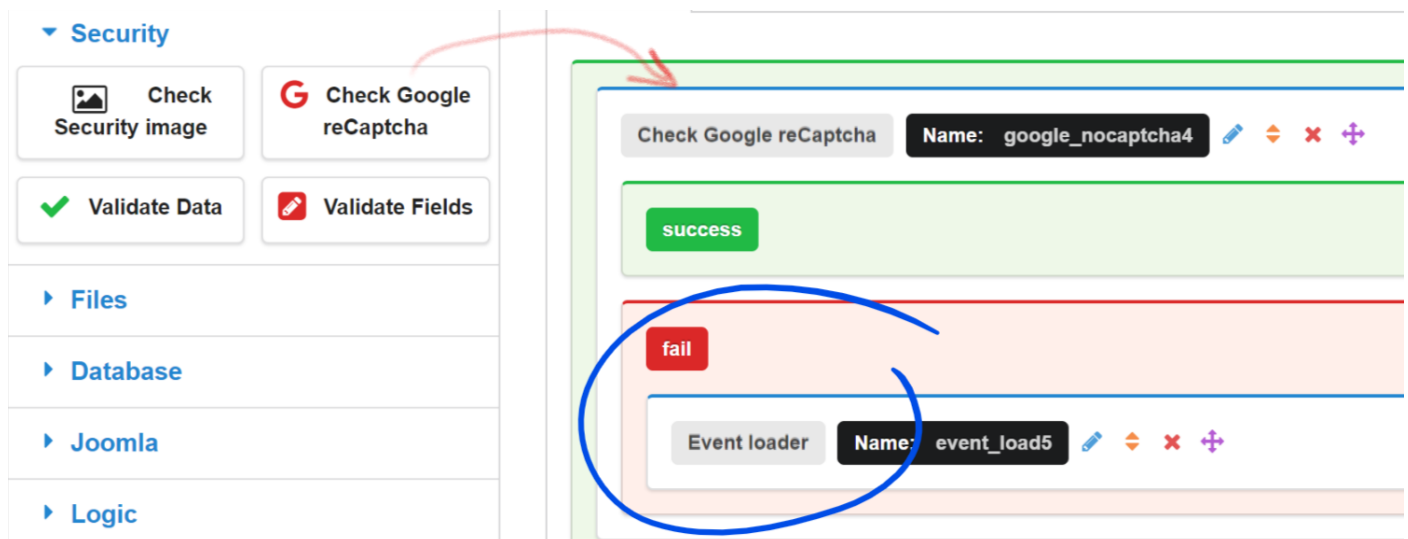 Security
Check
Security image
Check Google
reCaptcha
Validate Data
Validate Fields
Files
Database
Joomla
Logic
Check Google reCaptcha
Name: google_nocaptcha4
success
fail
Event loader
Name: event_load5